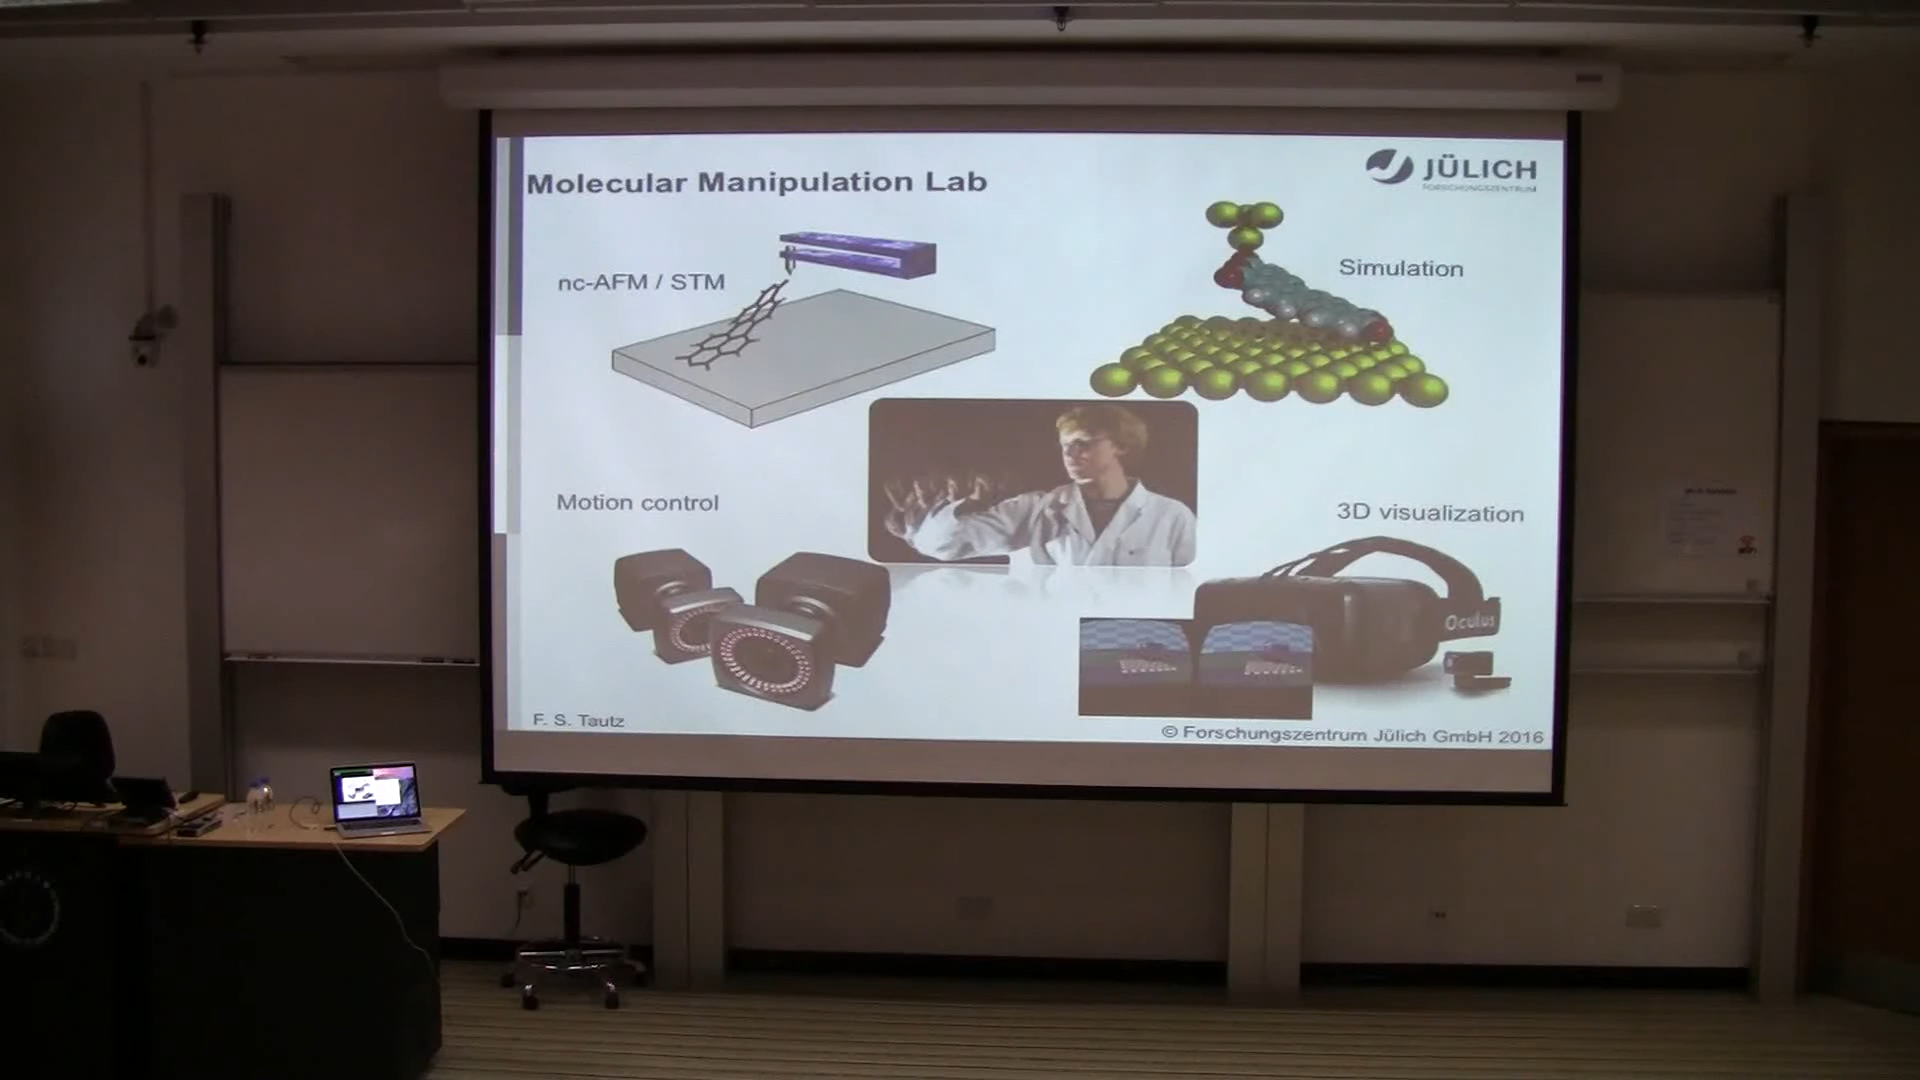 Molecular Manipulation Lab
JÜLICH
FORSCHUNGSZENTRUM
nc-AFM / STM
Simulation
Motion control
3D visualization
Oculus
F. S. Tautz
© Forschungszentrum Jülich GmbH 2016